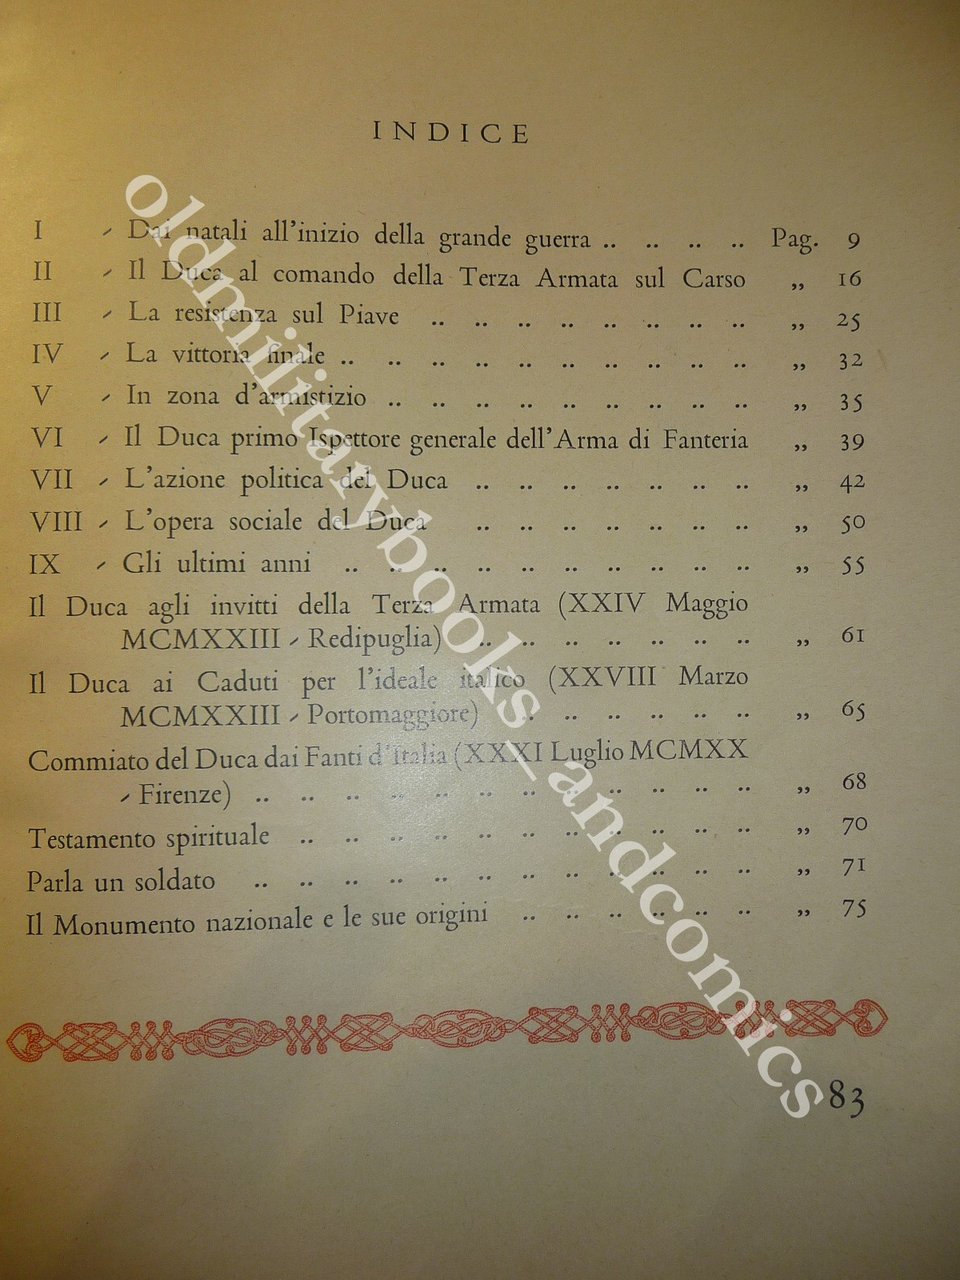 INDICE
I - Dai natali all'inizio della grande guerra .. .. .. .. Pag. 9
II - Il Duca al comando della Terza Armata sul Carso „ 16
III - La resistenza sul Piave .. .. .. .. .. .. .. .. „ 25
IV - La vittoria finale .. .. .. .. .. .. .. .. .. .. „ 32
V - In zona d'armistizio .. .. .. .. .. .. .. .. .. „ 35
VI - Il Duca primo Ispettore generale dell'Arma di Fanteria „ 39
VII - L'azione politica del Duca .. .. .. .. .. .. .. „ 42
VIII - L'opera sociale del Duca .. .. .. .. .. .. .. „ 50
IX - Gli ultimi anni .. .. .. .. .. .. .. .. .. .. „ 55
Il Duca agli invitti della Terza Armata (XXIV Maggio
MCMXXIII - Redipuglia) .. .. .. .. .. .. .. „ 61
Il Duca ai Caduti per l'ideale italico (XXVIII Marzo
MCMXXIII - Portomaggiore) .. .. .. .. .. .. „ 65
Commiato del Duca dai Fanti d'Italia (XXXI Luglio MCMXX
- Firenze) .. .. .. .. .. .. .. .. .. .. .. .. „ 68
Testamento spirituale .. .. .. .. .. .. .. .. .. .. .. „ 70
Parla un soldato .. .. .. .. .. .. .. .. .. .. .. .. „ 71
Il Monumento nazionale e le sue origini .. .. .. .. .. .. „ 75
83
oldmilitarybooks_andcomics